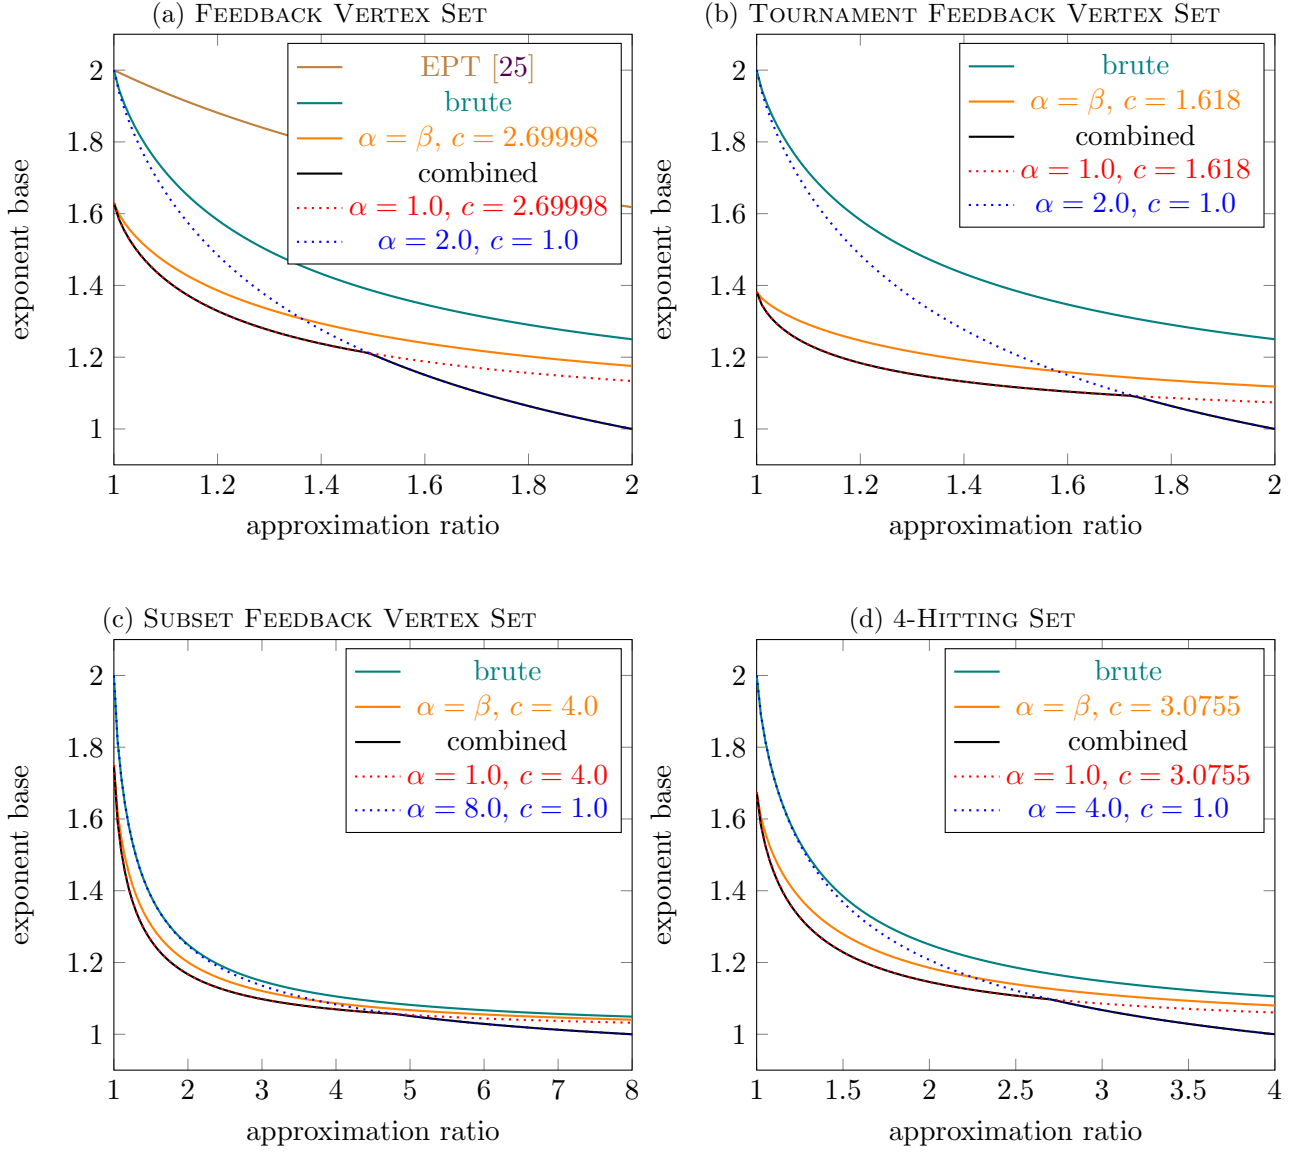 (a) FEEDBACK VERTEX SET
exponent base
2
1.8
1.6
1.4
1.2
1
EPT [25]
brute
α = β, c = 2.69998
combined
α = 1.0, c = 2.69998
α = 2.0, c = 1.0
1 1.2 1.4 1.6 1.8 2
approximation ratio
(b) TOURNAMENT FEEDBACK VERTEX SET
exponent base
2
1.8
1.6
1.4
1.2
1
brute
α = β, c = 1.618
combined
α = 1.0, c = 1.618
α = 2.0, c = 1.0
1 1.2 1.4 1.6 1.8 2
approximation ratio
(c) SUBSET FEEDBACK VERTEX SET
exponent base
2
1.8
1.6
1.4
1.2
1
brute
α = β, c = 4.0
combined
α = 1.0, c = 4.0
α = 8.0, c = 1.0
1 2 3 4 5 6 7 8
approximation ratio
(d) 4-HITTING SET
exponent base
2
1.8
1.6
1.4
1.2
1
brute
α = β, c = 3.0755
combined
α = 1.0, c = 3.0755
α = 4.0, c = 1.0
1 1.5 2 2.5 3 3.5 4
approximation ratio